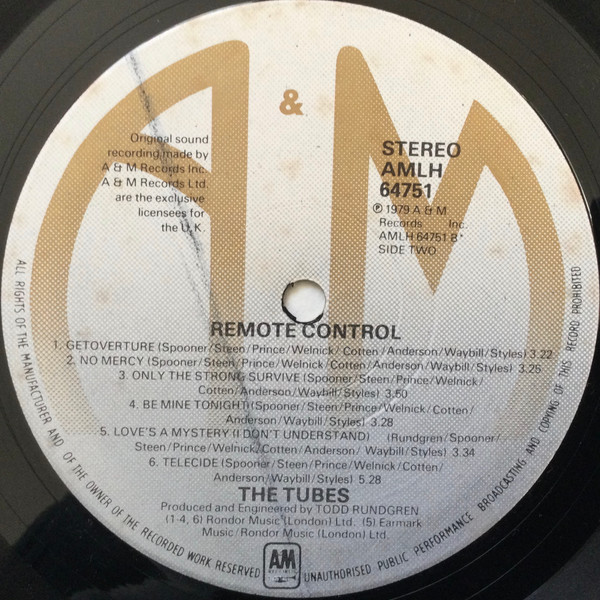 &
Original sound
recording made by
A & M Records Inc.
A & M Records Ltd.
are the exclusive
licensees for
the U.K.
STEREO
AMLH
64751
℗ 1979 A & M
Records Inc.
AMLH 64751 B*
SIDE TWO
REMOTE CONTROL
1. GETOVERTURE (Spooner/Steen/Prince/Welnick/Cotten/Anderson/Waybill/Styles) 3.22
2. NO MERCY (Spooner/Steen/Prince/Welnick/Cotten/Anderson/Waybill/Styles) 3.25
3. ONLY THE STRONG SURVIVE (Spooner/Steen/Prince/Welnick/
Cotten/Anderson/Waybill/Styles) 3.50
4. BE MINE TONIGHT (Spooner/Steen/Prince/Welnick/Cotten/
Anderson/Waybill/Styles) 3.28
5. LOVE'S A MYSTERY (I DON'T UNDERSTAND) (Rundgren/Spooner/
Steen/Prince/Welnick/Cotten/Anderson/Waybill/Styles) 3.34
6. TELECIDE (Spooner/Steen/Prince/Welnick/Cotten/
Anderson/Waybill/Styles) 5.28
THE TUBES
Produced and Engineered by TODD RUNDGREN
(1-4, 6) Rondor Music (London) Ltd. (5) Earmark
Music/Rondor Music (London) Ltd.
AM
ALL RIGHTS OF THE MANUFACTURER AND OF THE OWNER OF THE RECORDED WORK RESERVED
UNAUTHORISED PUBLIC PERFORMANCE BROADCASTING AND COPYING OF THIS RECORD PROHIBITED